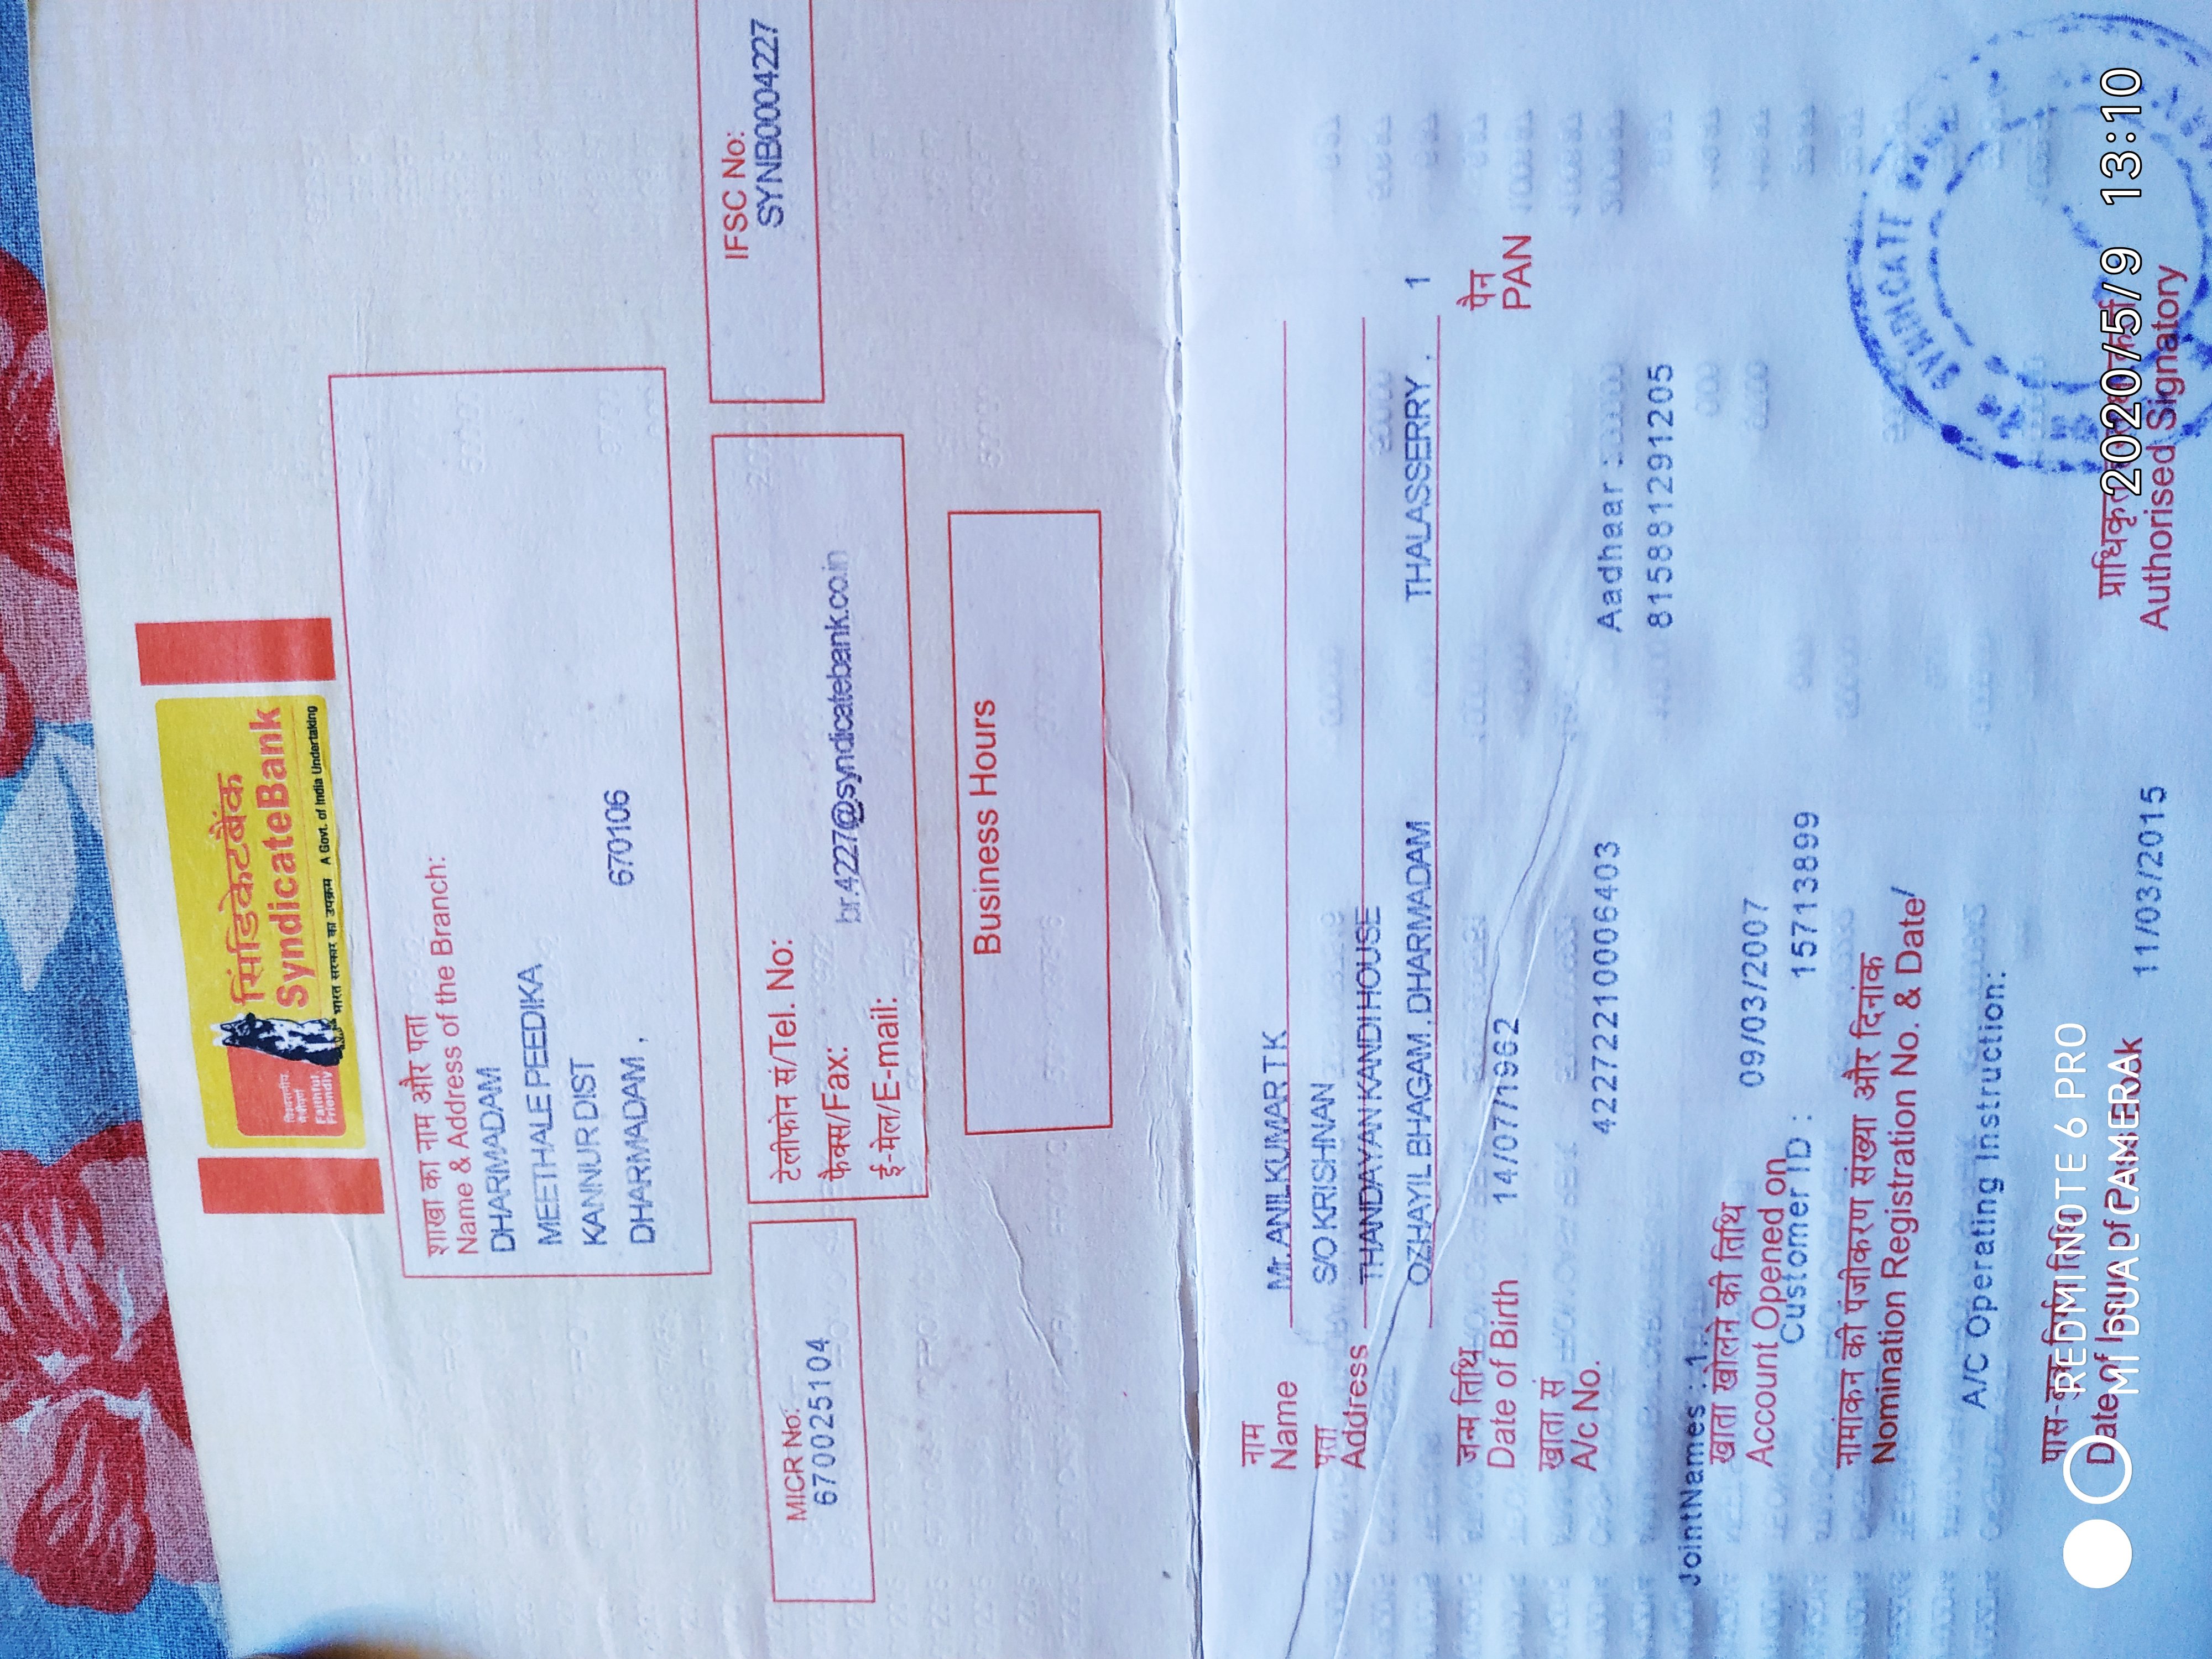 सिंडिकेटबैंक
SyndicateBank
विश्वसनीय, मैत्रीपूर्ण
Faithful, Friendly
भारत सरकार का उपक्रम A Govt. of India Undertaking
शाखा का नाम और पता
Name & Address of the Branch:
DHARMADAM
MEETHALE PEEDIKA
KANNUR DIST
DHARMADAM , 670106
MICR No:
670025104
टेलीफोन सं/Tel. No:
फैक्स/Fax:
br.4227@syndicatebank.co.in
ई-मेल/E-mail:
IFSC No:
SYNB0004227
Business Hours
नाम
Name Mr. ANILKUMAR T K
पता S/O KRISHNAN
Address THANDAYAN KANDI HOUSE
OZHAYIL BHAGAM , DHARMADAM THALASSERRY . 1
जन्म तिथि
Date of Birth 14/07/1962
पैन
PAN
खाता सं
A/c No. 42272210006403
Aadhaar :
815881291205
JointNames : 1.
खाता खोलने की तिथि
Account Opened on 09/03/2007
Customer ID : 15713899
नामांकन की पंजीकरण संख्या और दिनांक
Nomination Registration No. & Date/
A/C Operating Instruction:
पास-बुक निर्गम तिथि
Date of Issue of Pass Book 11/03/2015
SYNDICATE BANK
Authorised Signatory
REDMI NOTE 6 PRO
MI DUAL CAMERA
2020/5/9 13:10